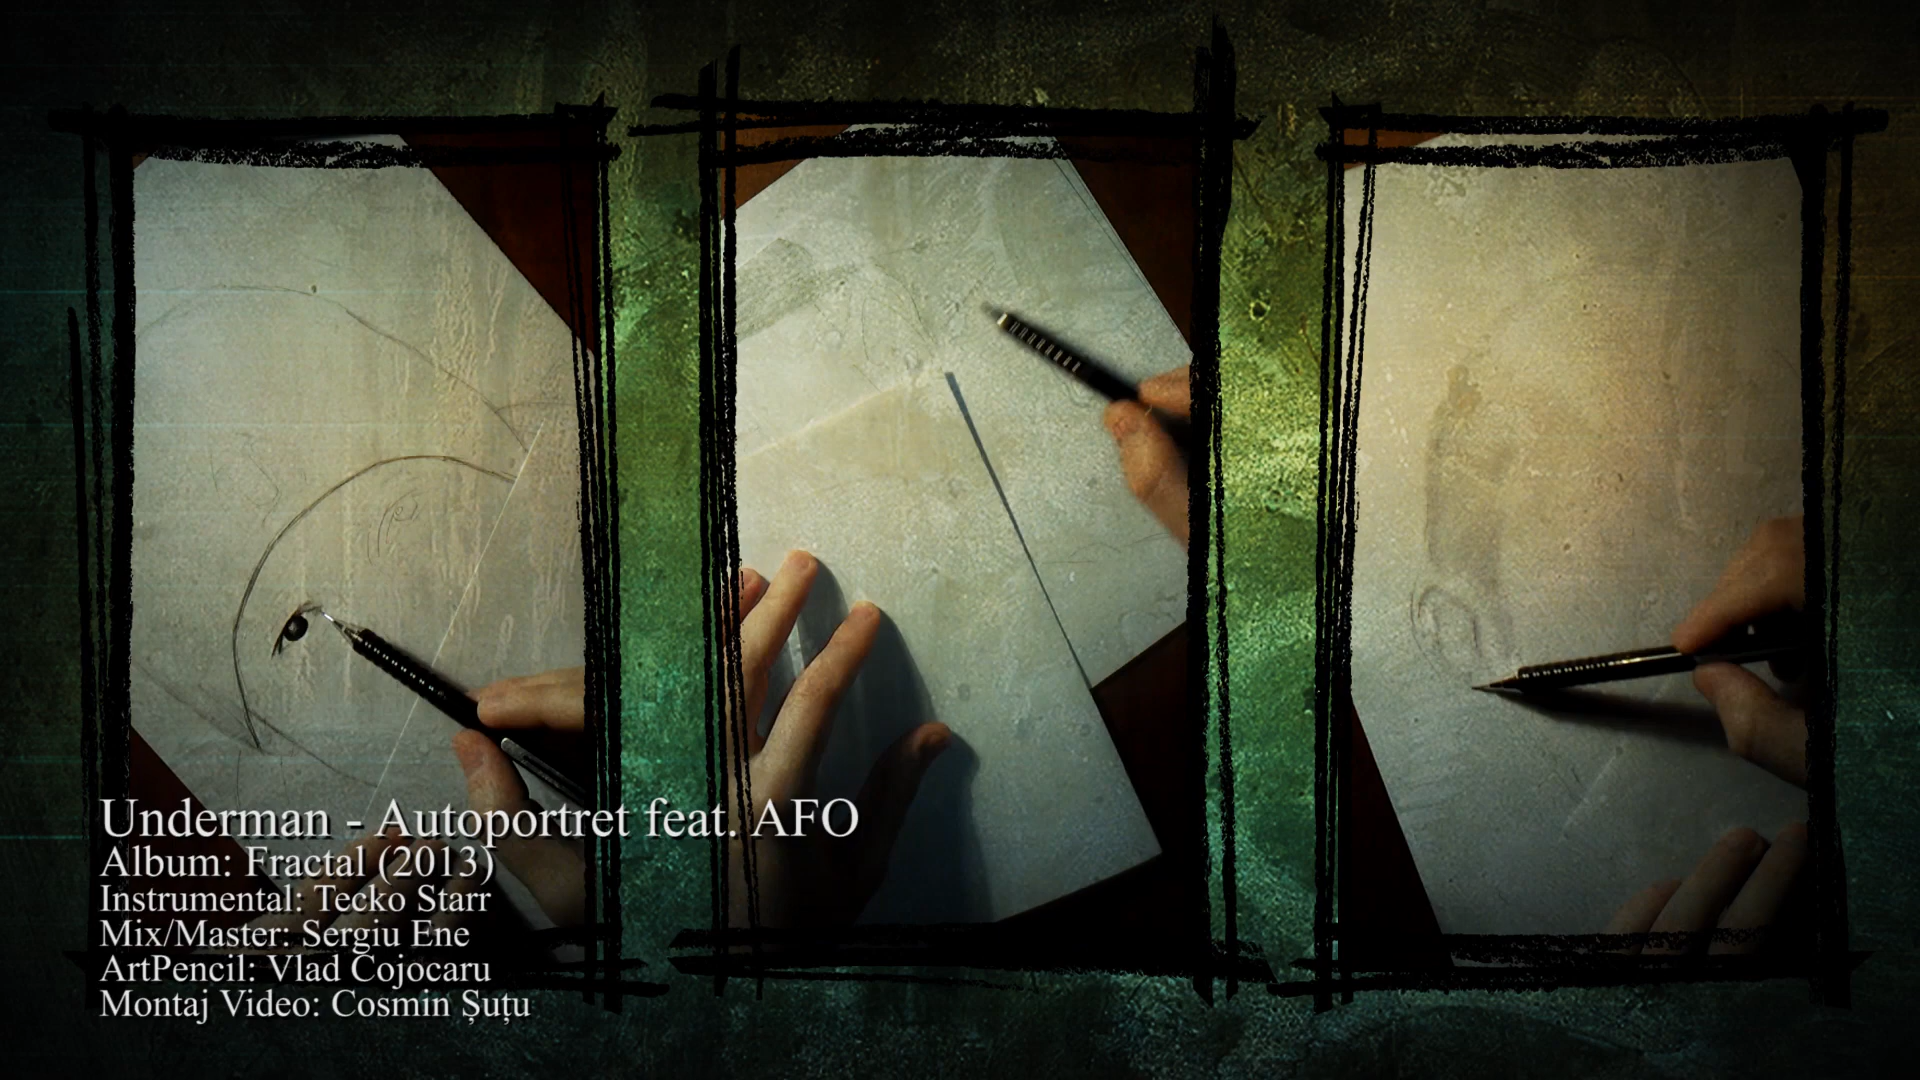 Underman - Autoportret feat. AFO
Album: Fractal (2013)
Instrumental: Tecko Starr
Mix/Master: Sergiu Ene
ArtPencil: Vlad Cojocaru
Montaj Video: Cosmin Șuțu